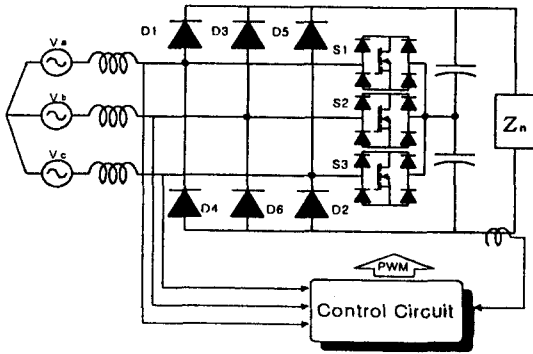 D1 D3 D5
S1
Va
S2
Vb
Zn
S3
Vc
D4 D6 D2
PWM
Control Circuit